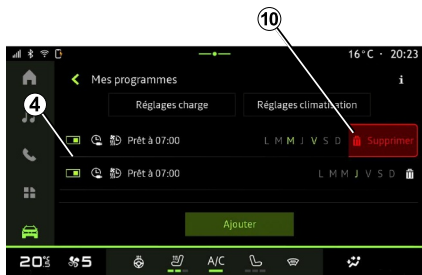 10
16°C · 20:23
Mes programmes
i
4
Réglages charge
Réglages climatisation
Prêt à 07:00
L M M J V S D
Supprimer
Prêt à 07:00
L M M J V S D
Ajouter
20.5
5
A/C